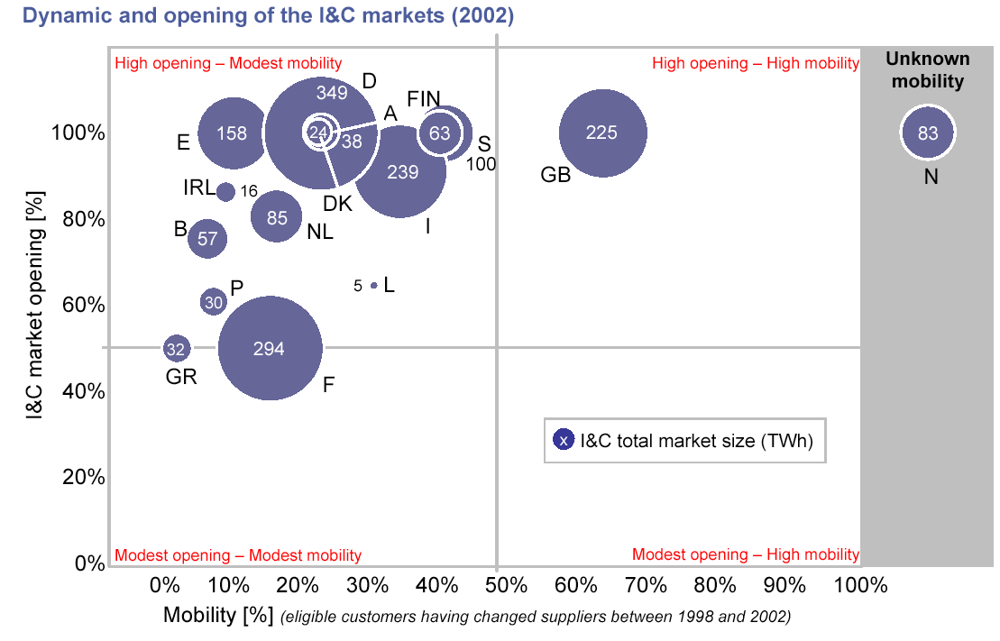 Dynamic and opening of the I&C markets (2002)
High opening – Modest mobility
High opening – High mobility
Unknown
mobility
I&C market opening [%]
100%
80%
60%
40%
20%
0%
E
158
349
D
A
24
38
DK
FIN
63
S
100
239
I
GB
225
83
N
IRL
16
B
57
85
NL
P
30
5
L
32
GR
294
F
x I&C total market size (TWh)
Modest opening – Modest mobility
Modest opening – High mobility
0% 10% 20% 30% 40% 50% 60% 70% 80% 90% 100%
Mobility [%] (eligible customers having changed suppliers between 1998 and 2002)